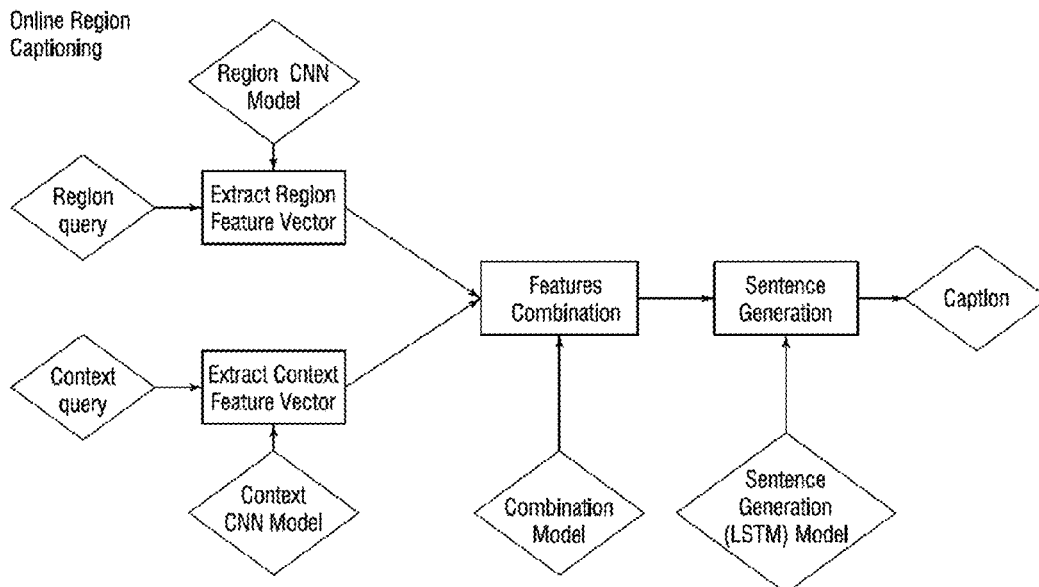 Online Region
Captioning
Region CNN
Model
Region
query
Extract Region
Feature Vector
Features
Combination
Sentence
Generation
Caption
Context
query
Extract Context
Feature Vector
Context
CNN Model
Combination
Model
Sentence
Generation
(LSTM) Model